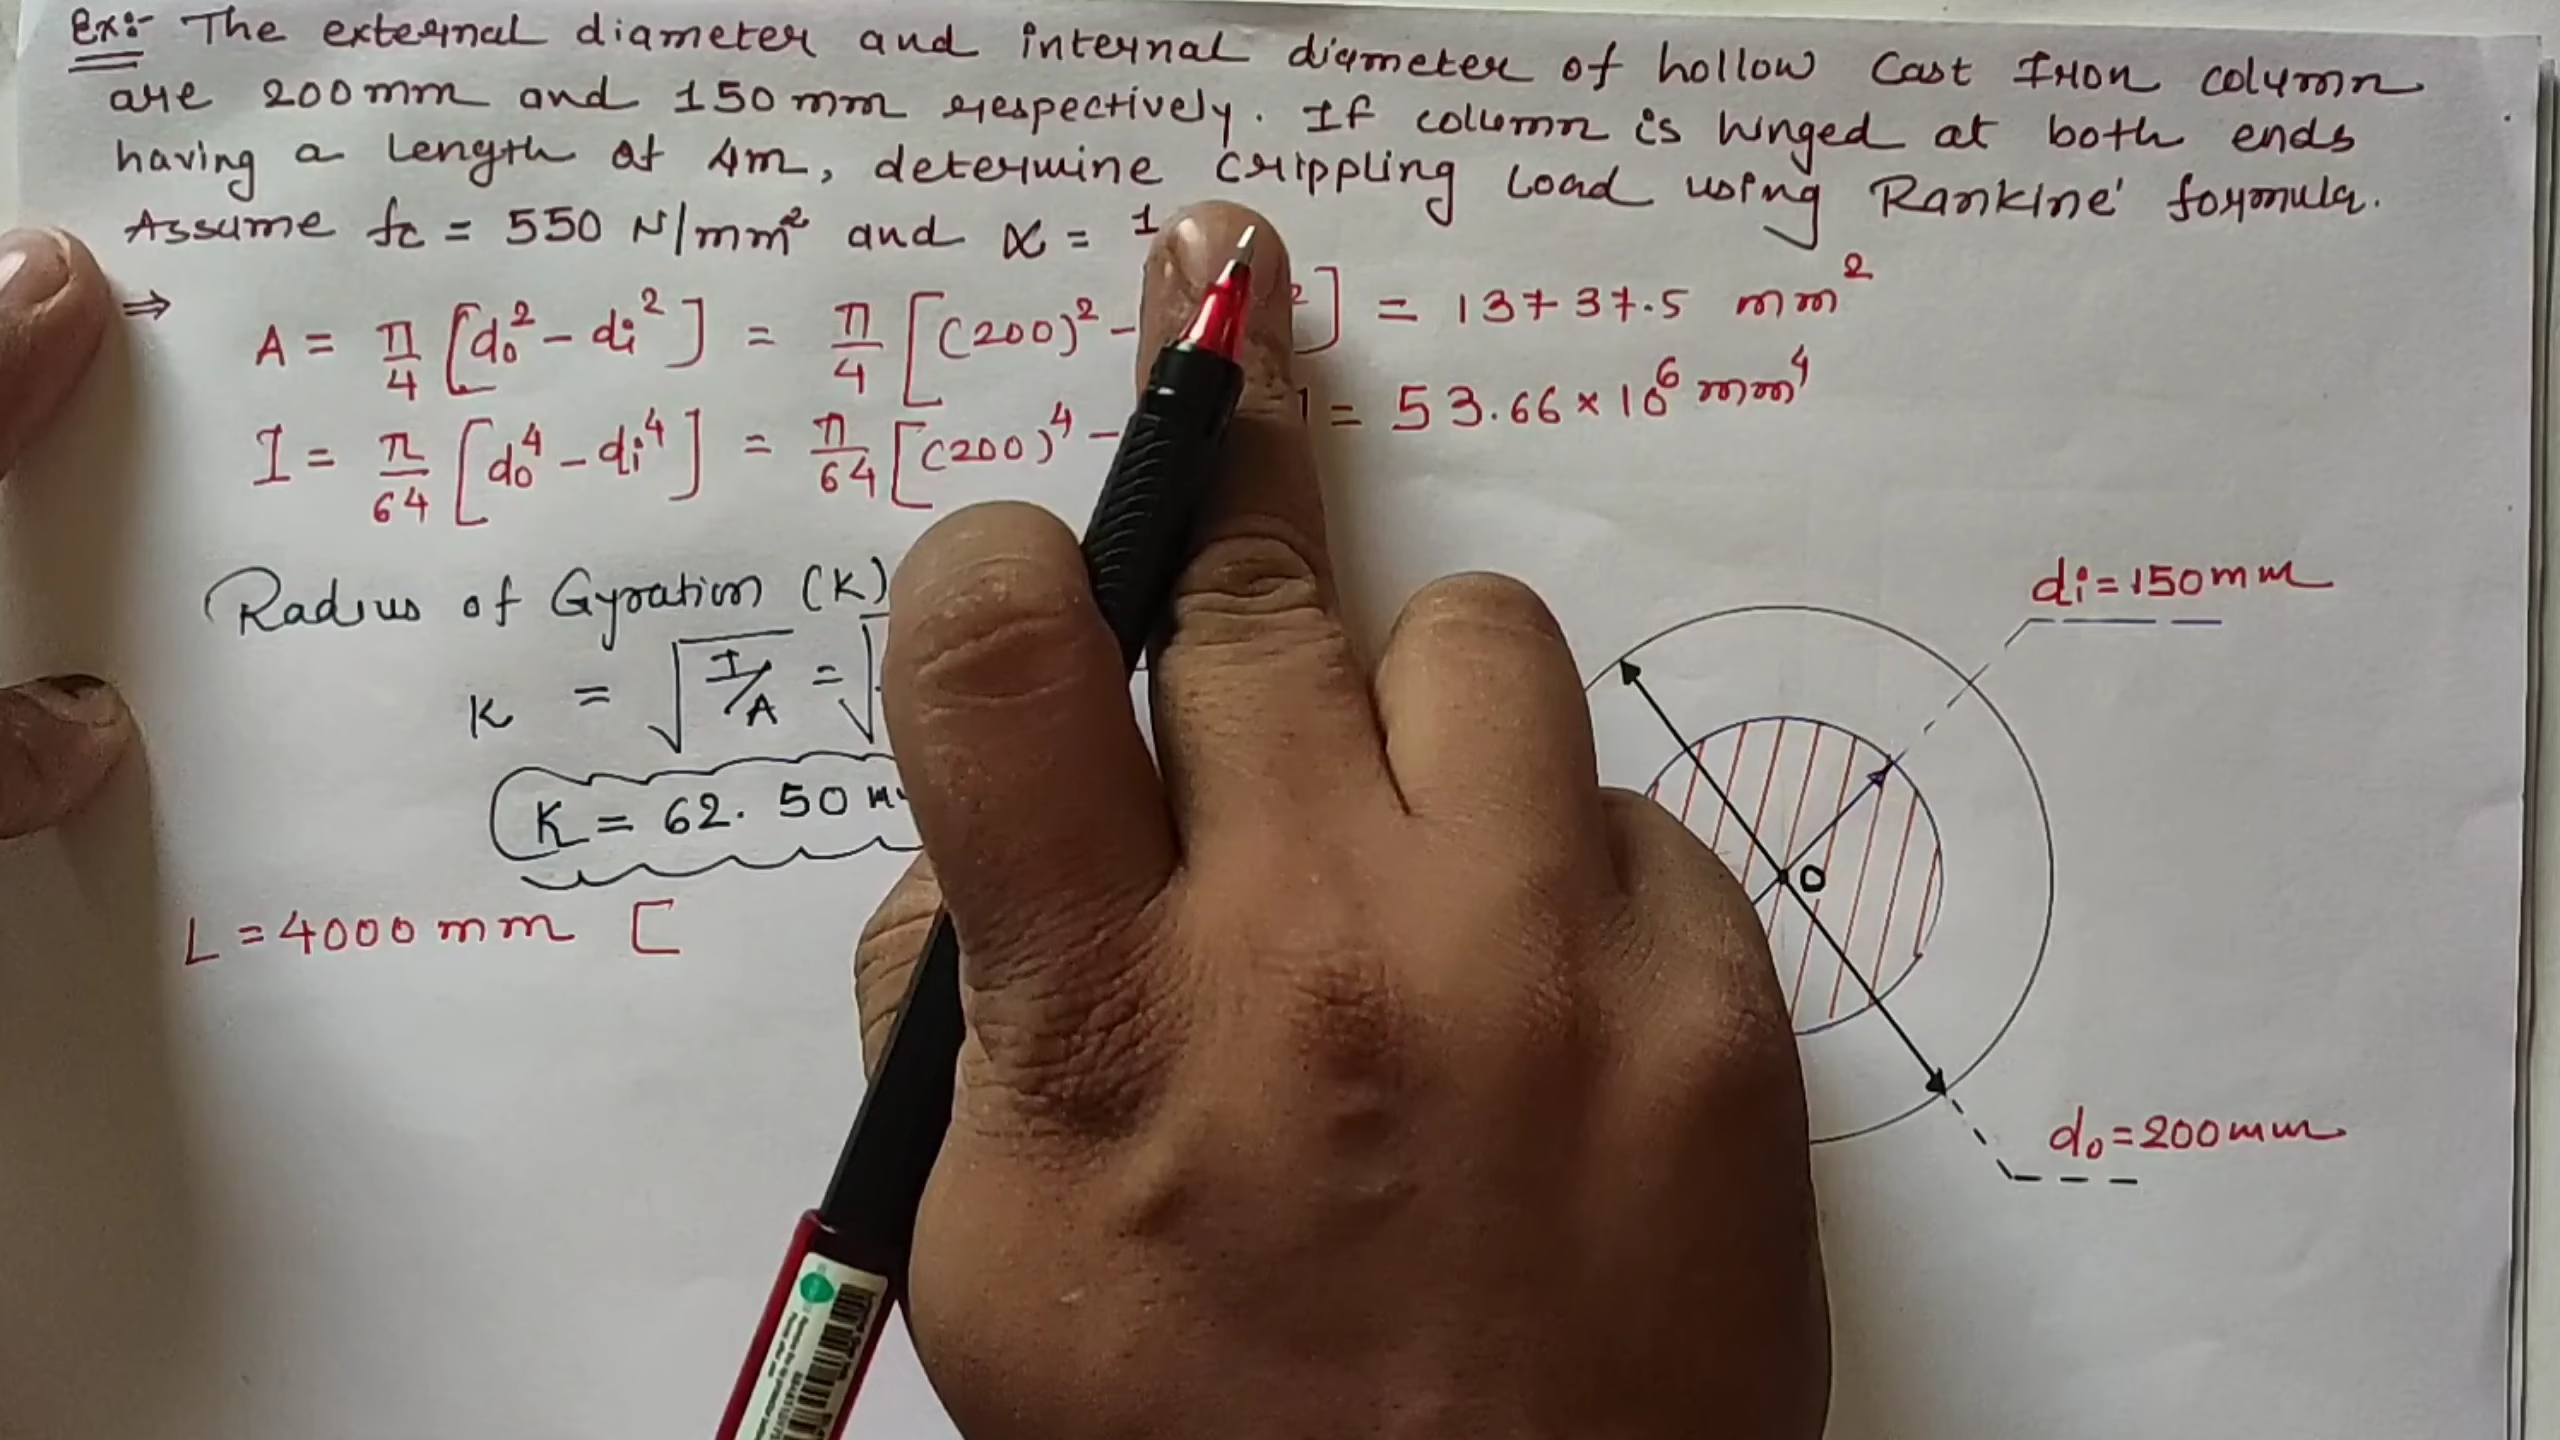 Ex:- The external diameter and internal diameter of hollow Cast Iron column
are 200mm and 150mm respectively. If column is hinged at both ends
having a length of 4m, determine crippling load using Rankine' formula.
Assume fc = 550 N/mm² and α = 1
⇒ A = π/4 [do² - di²] = π/4 [(200)² - ²] = 13737.5 mm²
I = π/64 [do⁴ - di⁴] = π/64 [(200)⁴ - ] = 53.66 × 10⁶ mm⁴
Radius of Gyration (K)
K = √I/A = √
K = 62.50
L = 4000 mm [
di = 150mm
O
do = 200mm